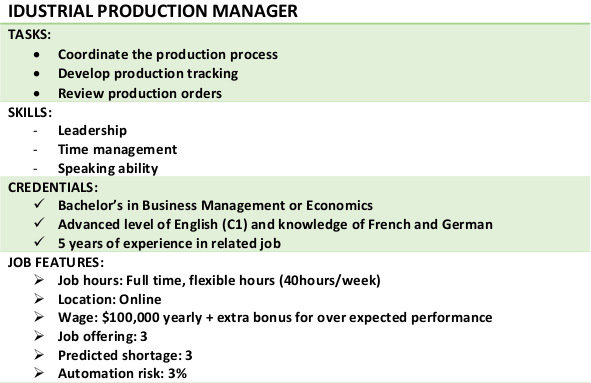 IDUSTRIAL PRODUCTION MANAGER
TASKS:
• Coordinate the production process
• Develop production tracking
• Review production orders
SKILLS:
- Leadership
- Time management
- Speaking ability
CREDENTIALS:
✓ Bachelor’s in Business Management or Economics
✓ Advanced level of English (C1) and knowledge of French and German
✓ 5 years of experience in related job
JOB FEATURES:
➢ Job hours: Full time, flexible hours (40hours/week)
➢ Location: Online
➢ Wage: $100,000 yearly + extra bonus for over expected performance
➢ Job offering: 3
➢ Predicted shortage: 3
➢ Automation risk: 3%